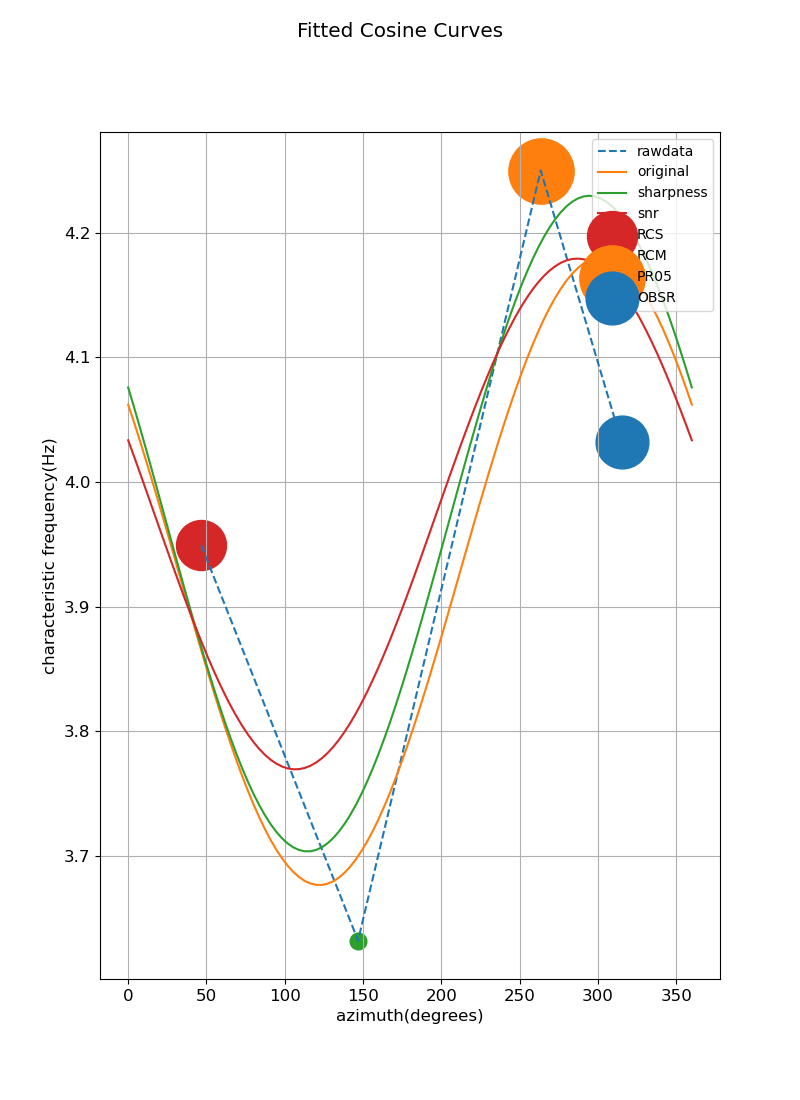 Fitted Cosine Curves
rawdata
original
sharpness
snr
RCS
RCM
PR05
OBSR
characteristic frequency(Hz)
4.2
4.1
4.0
3.9
3.8
3.7
0 50 100 150 200 250 300 350
azimuth(degrees)